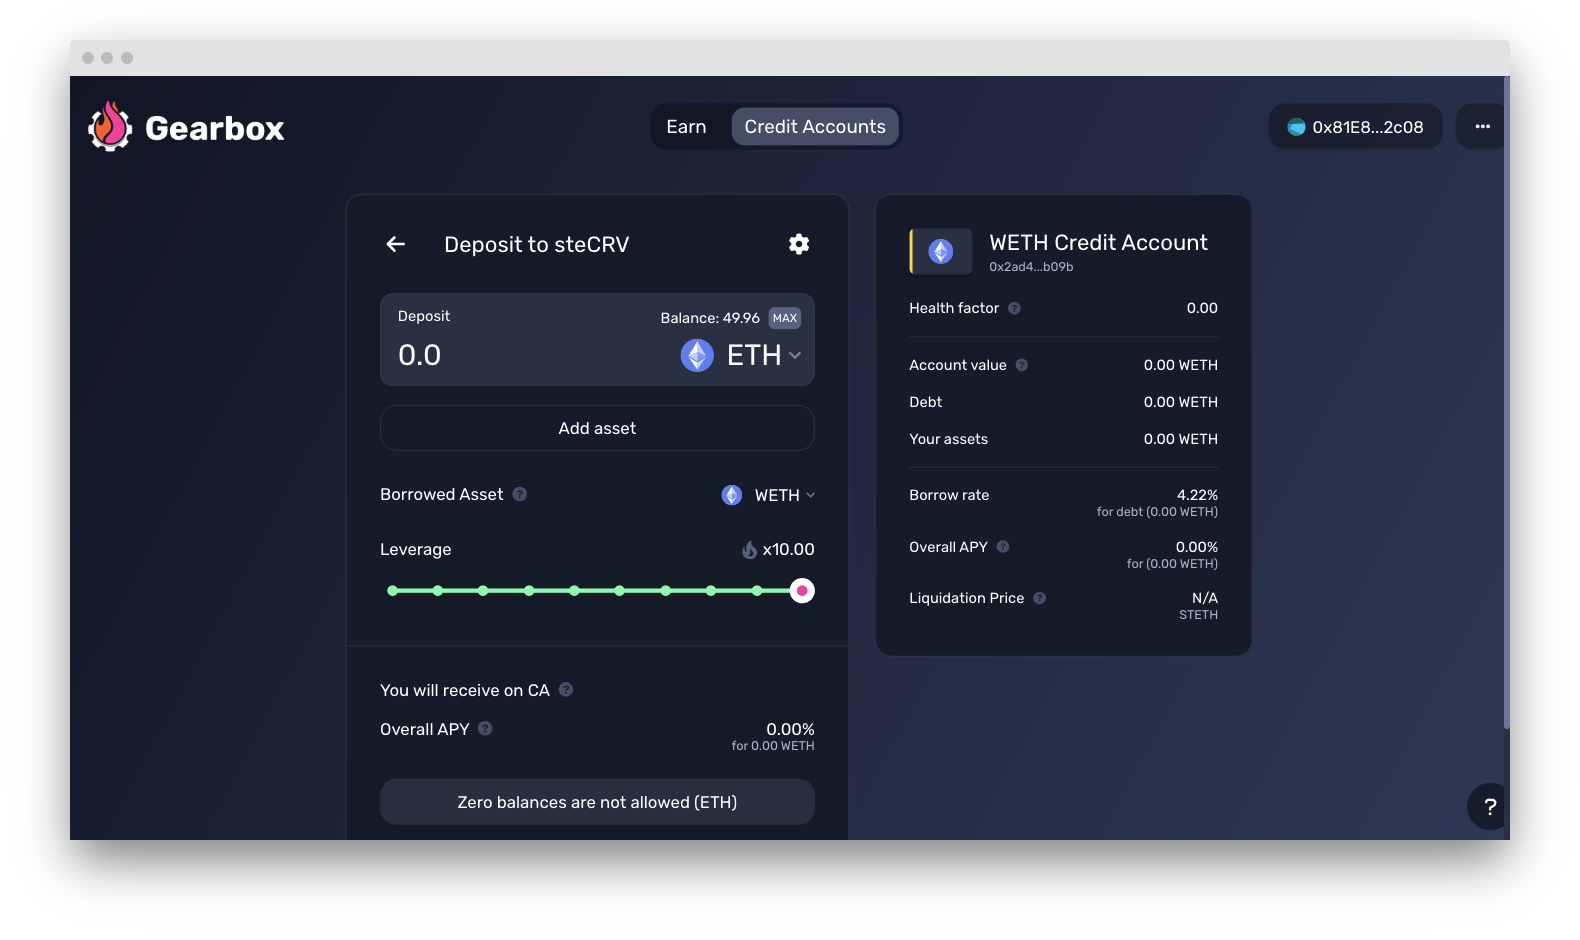 Gearbox
Earn
Credit Accounts
0x81E8...2c08
...
Deposit to steCRV
Deposit
Balance: 49.96 MAX
0.0
ETH
Add asset
Borrowed Asset ?
WETH
Leverage
x10.00
You will receive on CA ?
Overall APY ?
0.00%
for 0.00 WETH
Zero balances are not allowed (ETH)
WETH Credit Account
0x2ad4...b09b
Health factor ?
0.00
Account value ?
0.00 WETH
Debt
0.00 WETH
Your assets
0.00 WETH
Borrow rate
4.22%
for debt (0.00 WETH)
Overall APY ?
0.00%
for (0.00 WETH)
Liquidation Price ?
N/A
STETH
?